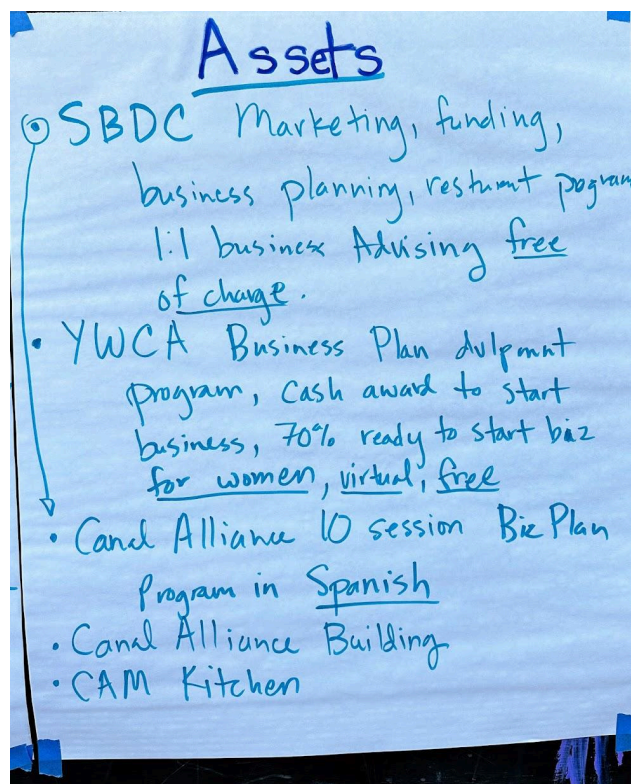 Assets
SBDC Marketing, funding,
business planning, resturant pogram
1:1 business Advising free
of charge.
• YWCA Business Plan dvlpmnt
program, cash award to start
business, 70% ready to start biz
for women, virtual, free
• Canal Alliance 10 session Biz Plan
Program in Spanish
• Canal Alliance Building
• CAM Kitchen